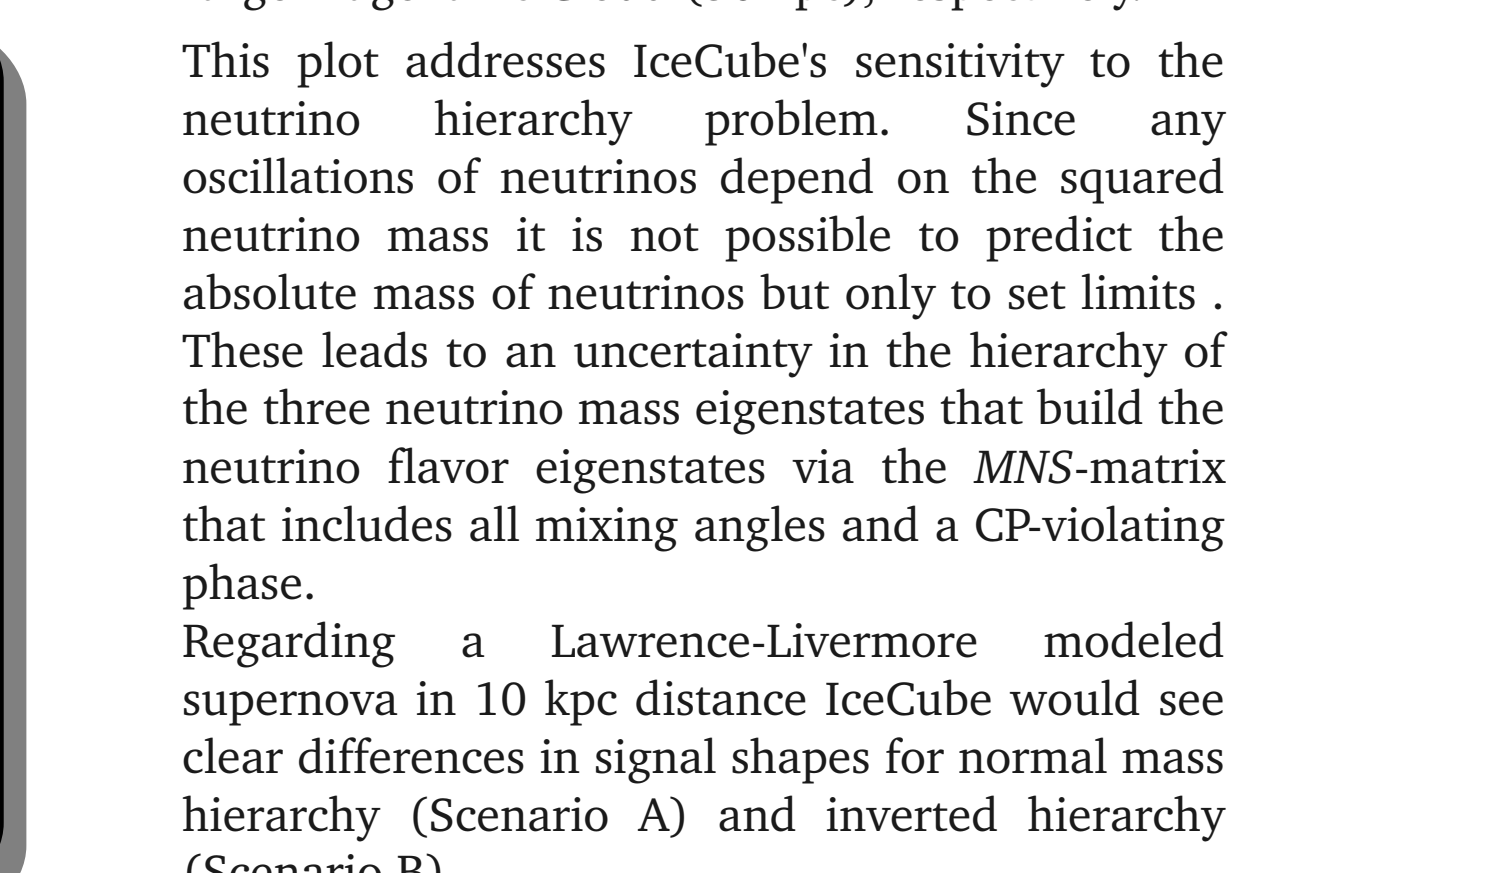 This plot addresses IceCube's sensitivity to the
neutrino hierarchy problem. Since any
oscillations of neutrinos depend on the squared
neutrino mass it is not possible to predict the
absolute mass of neutrinos but only to set limits .
These leads to an uncertainty in the hierarchy of
the three neutrino mass eigenstates that build the
neutrino flavor eigenstates via the MNS-matrix
that includes all mixing angles and a CP-violating
phase.
Regarding a Lawrence-Livermore modeled
supernova in 10 kpc distance IceCube would see
clear differences in signal shapes for normal mass
hierarchy (Scenario A) and inverted hierarchy
(Scenario B)